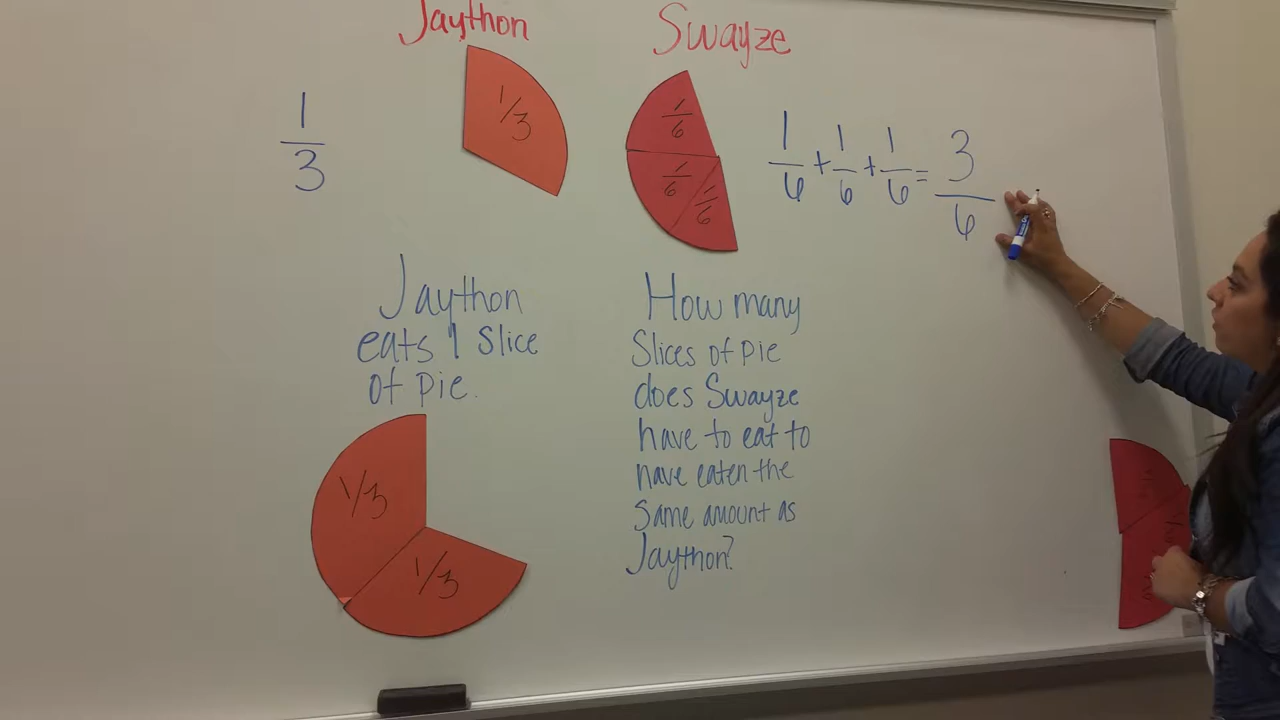 Jaython
Swayze
1/3
1/3
1/6
1/6
1/6
1/6 + 1/6 + 1/6 = 3/6
Jaython
eats 1 Slice
of pie.
How many
Slices of pie
does Swayze
have to eat to
have eaten the
Same amount as
Jaython?
1/3
1/3